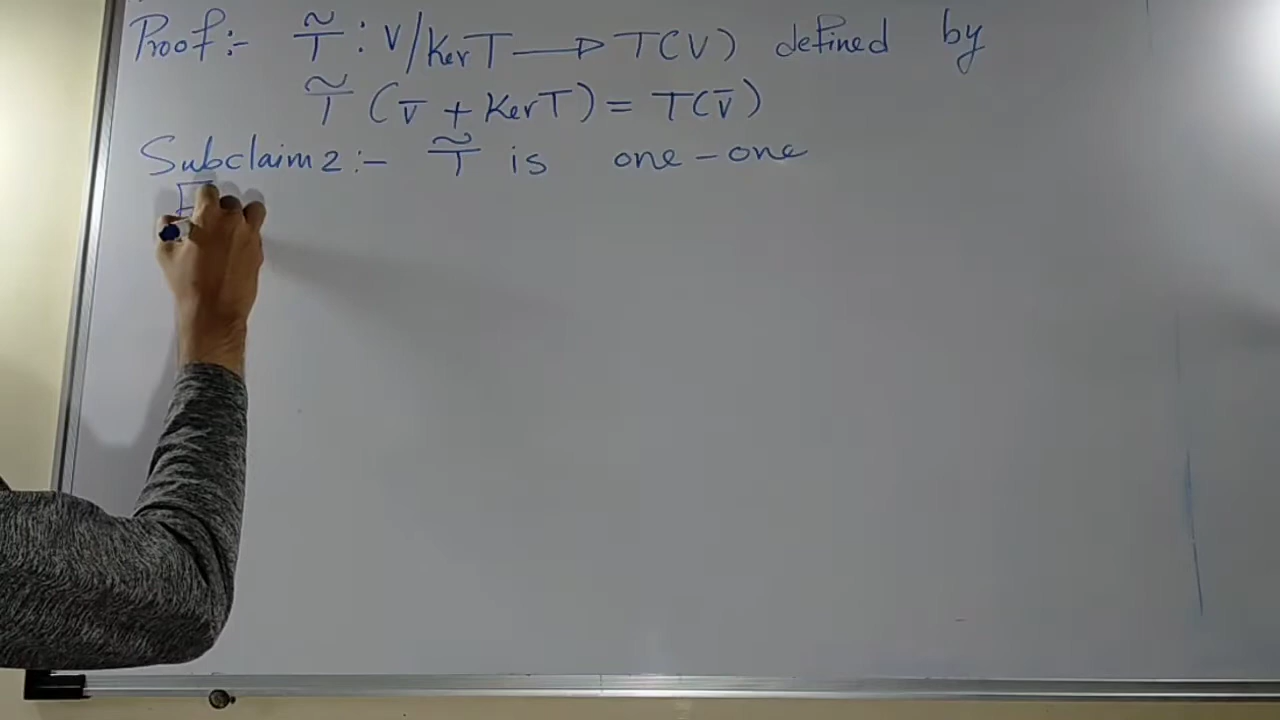 Proof:- T̃ : V/KerT → T(V) defined by
T̃ (v̄ + KerT) = T(v̄)
Subclaim 2:- T̃ is one-one